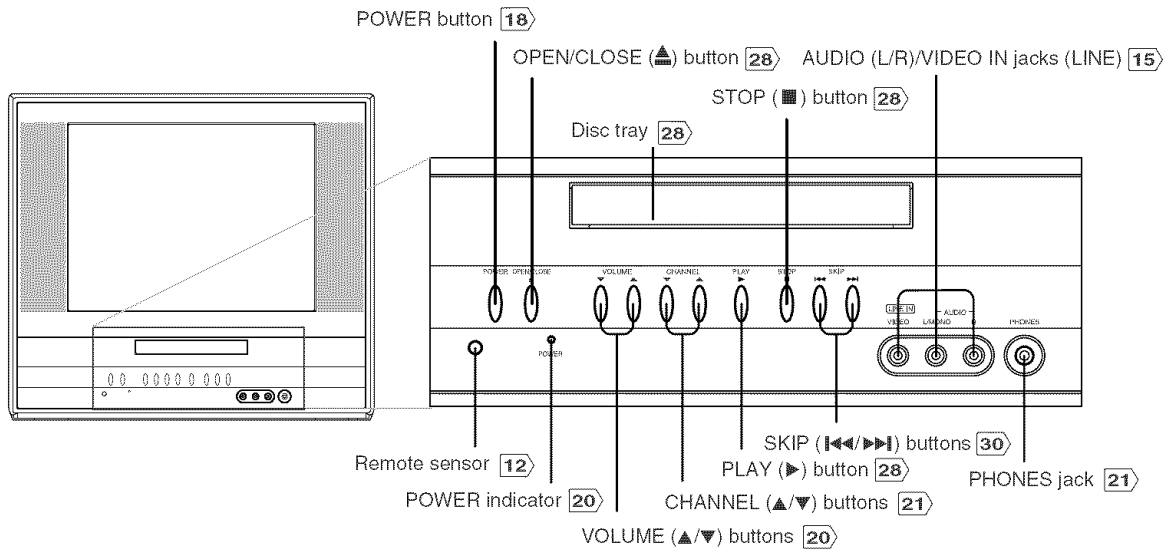 POWER button 18
OPEN/CLOSE (⏏) button 28
AUDIO (L/R)/VIDEO IN jacks (LINE) 15
STOP (■) button 28
Disc tray 28
POWER OPEN/CLOSE VOLUME CHANNEL PLAY STOP SKIP
▼ ▲ ▼ ▲ ▶ ■ |◀◀ ▶▶|
LINE IN AUDIO
VIDEO L/MONO R PHONES
POWER
SKIP (|◀◀/▶▶|) buttons 30
Remote sensor 12
PLAY (▶) button 28
PHONES jack 21
POWER indicator 20
CHANNEL (▲/▼) buttons 21
VOLUME (▲/▼) buttons 20